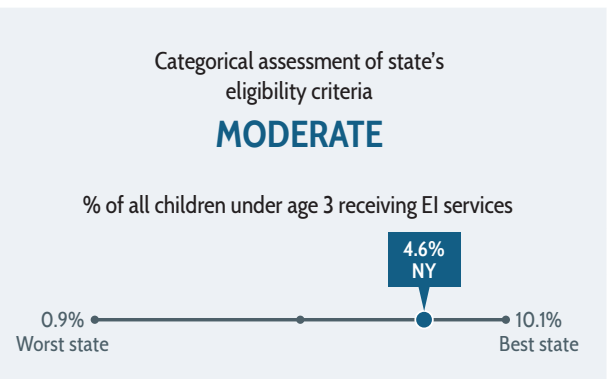 Categorical assessment of state's
eligibility criteria
MODERATE
% of all children under age 3 receiving EI services
4.6%
NY
0.9%
Worst state
10.1%
Best state